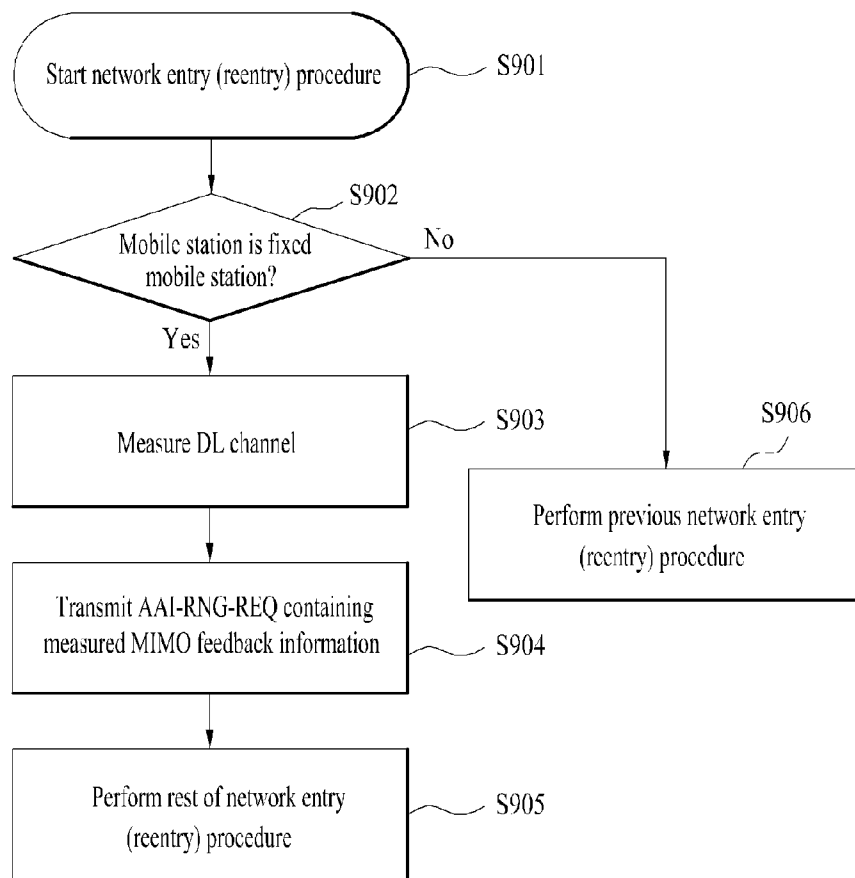 Start network entry (reentry) procedure
S901
S902
Mobile station is fixed
mobile station?
No
Yes
Measure DL channel
S903
S906
Perform previous network entry
(reentry) procedure
Transmit AAI-RNG-REQ containing
measured MIMO feedback information
S904
Perform rest of network entry
(reentry) procedure
S905